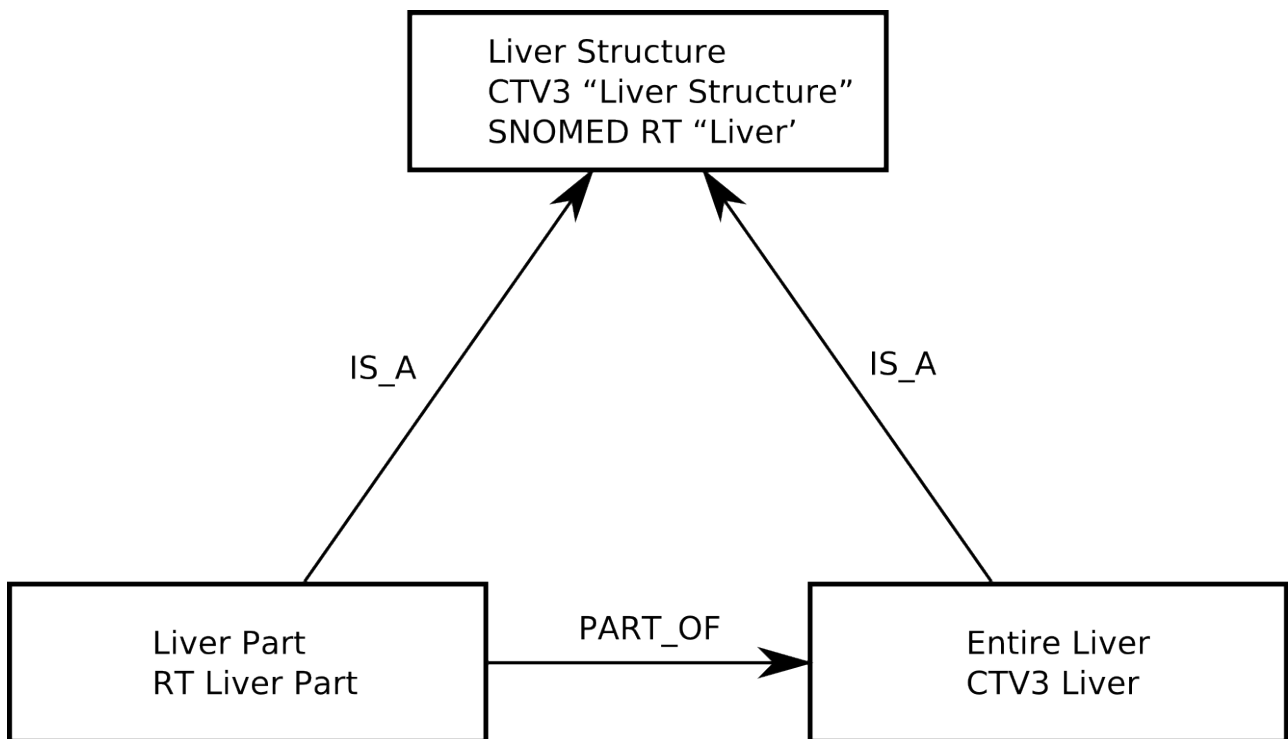 Liver Structure
CTV3 “Liver Structure”
SNOMED RT “Liver’
IS_A
IS_A
PART_OF
Liver Part
RT Liver Part
Entire Liver
CTV3 Liver